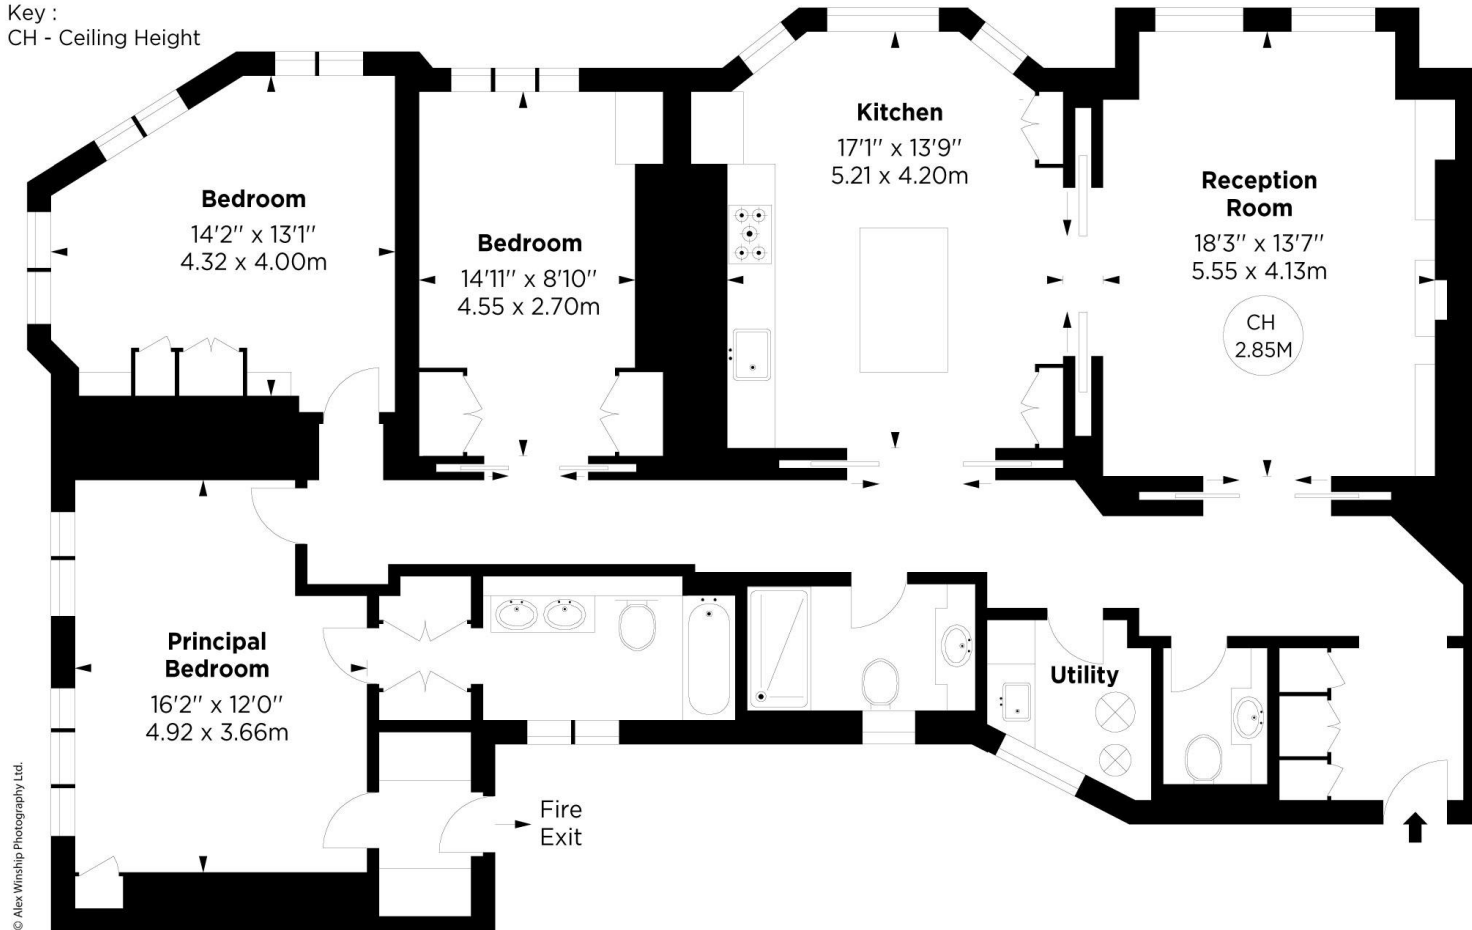 Key :
CH - Ceiling Height
Bedroom
14'2'' x 13'1''
4.32 x 4.00m
Bedroom
14'11'' x 8'10''
4.55 x 2.70m
Kitchen
17'1'' x 13'9''
5.21 x 4.20m
Reception
Room
18'3'' x 13'7''
5.55 x 4.13m
CH
2.85M
Principal
Bedroom
16'2'' x 12'0''
4.92 x 3.66m
Utility
Fire
Exit
© Alex Winship Photography Ltd.